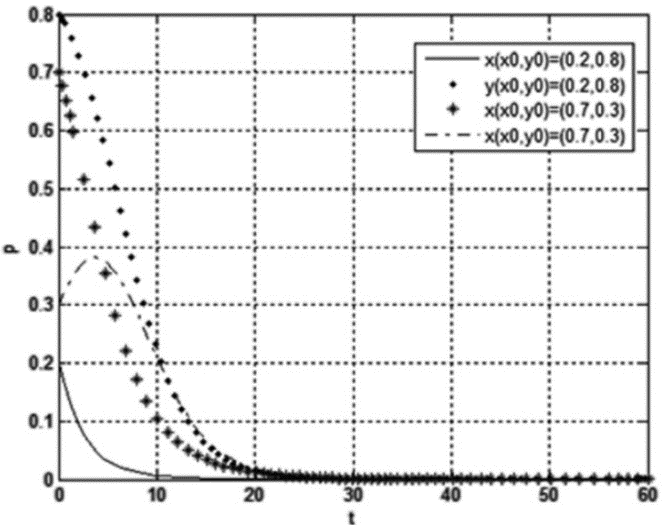 0.8
0.7
0.6
0.5
0.4
0.3
0.2
0.1
0
p
x(x0,y0)=(0.2,0.8)
y(x0,y0)=(0.2,0.8)
x(x0,y0)=(0.7,0.3)
x(x0,y0)=(0.7,0.3)
0 10 20 30 40 50 60
t